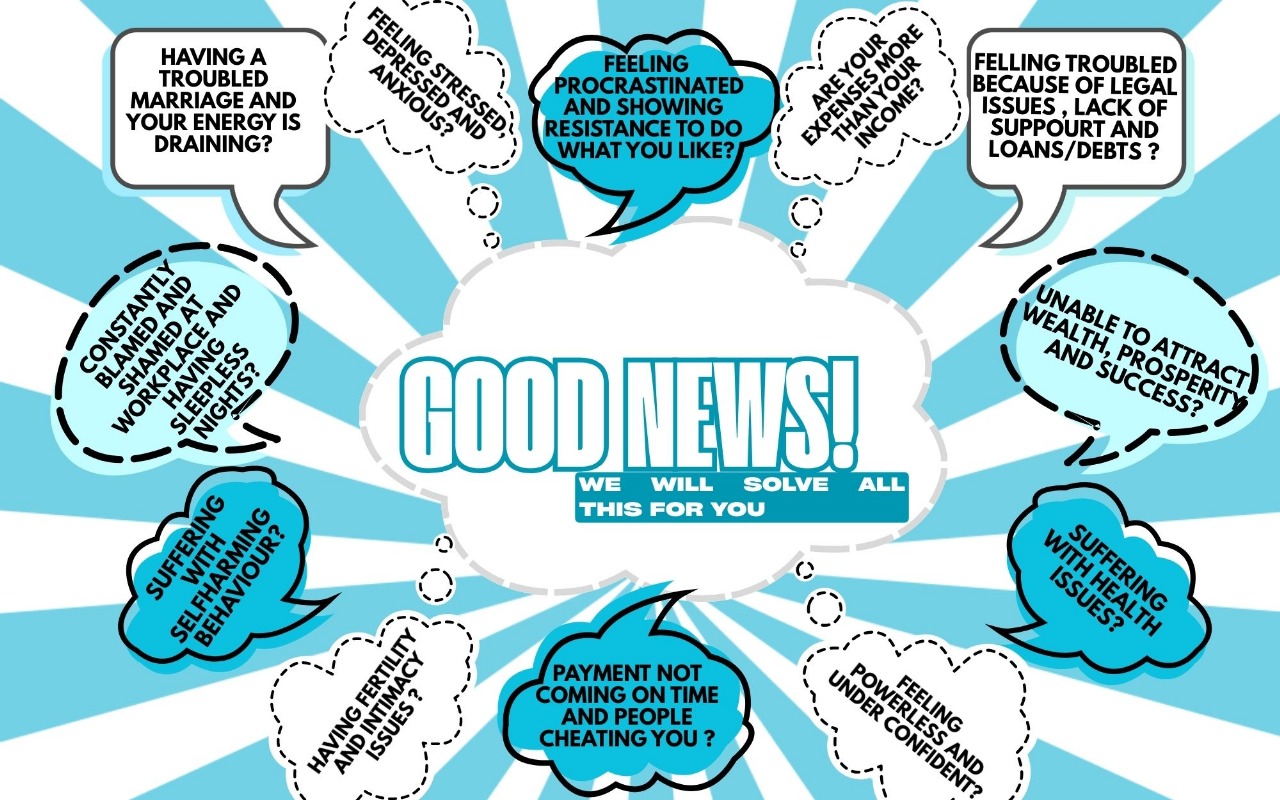 HAVING A
TROUBLED
MARRIAGE AND
YOUR ENERGY IS
DRAINING?
FEELING STRESSED,
DEPRESSED AND
ANXIOUS?
FEELING
PROCRASTINATED
AND SHOWING
RESISTANCE TO DO
WHAT YOU LIKE?
ARE YOUR
EXPENSES MORE
THAN YOUR
INCOME?
FELLING TROUBLED
BECAUSE OF LEGAL
ISSUES , LACK OF
SUPPOURT AND
LOANS/DEBTS ?
CONSTANTLY
BLAMED AND
SHAMED AT
WORKPLACE AND
HAVING
SLEEPLESS
NIGHTS?
UNABLE TO ATTRACT
WEALTH, PROSPERITY
AND SUCCESS?
GOOD NEWS!
WE WILL SOLVE ALL
THIS FOR YOU
SUFFERING
WITH
SELFHARMING
BEHAVIOUR?
SUFFERING
WITH HEALTH
ISSUES?
HAVING FERTILITY
AND INTIMACY
ISSUES ?
PAYMENT NOT
COMING ON TIME
AND PEOPLE
CHEATING YOU ?
FEELING
POWERLESS AND
UNDER CONFIDENT?